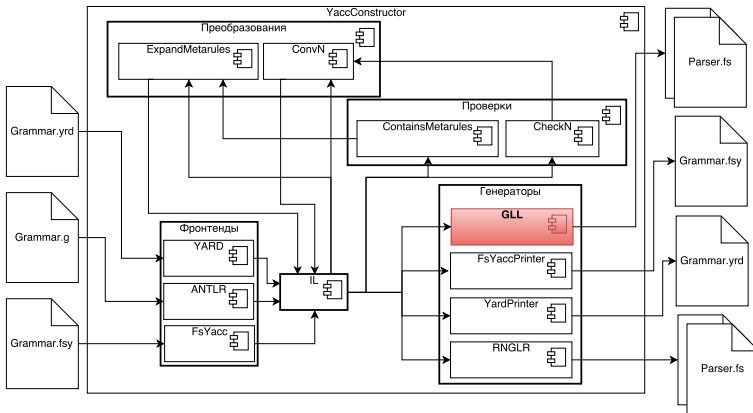 YaccConstructor
Преобразования
ExpandMetarules
ConvN
Parser.fs
Проверки
ContainsMetarules
CheckN
Grammar.yrd
Grammar.fsy
Генераторы
GLL
Фронтенды
YARD
Grammar.g
FsYaccPrinter
Grammar.yrd
ANTLR
IL
YardPrinter
FsYacc
Grammar.fsy
RNGLR
Parser.fs